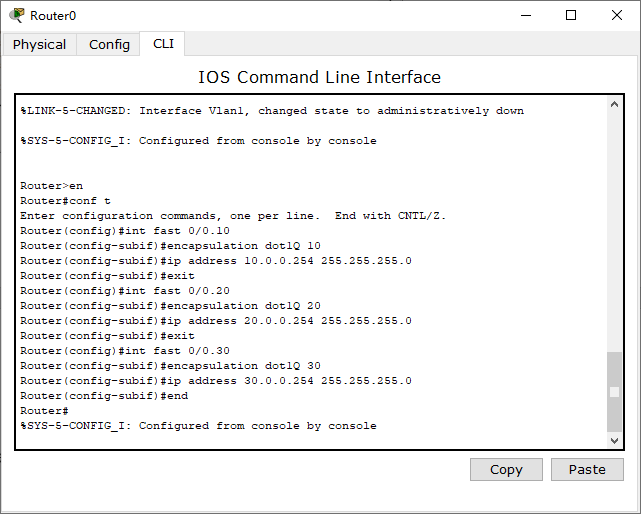 Router0
Physical Config CLI
IOS Command Line Interface
%LINK-5-CHANGED: Interface Vlan1, changed state to administratively down
%SYS-5-CONFIG_I: Configured from console by console
Router>en
Router#conf t
Enter configuration commands, one per line.  End with CNTL/Z.
Router(config)#int fast 0/0.10
Router(config-subif)#encapsulation dot1Q 10
Router(config-subif)#ip address 10.0.0.254 255.255.255.0
Router(config-subif)#exit
Router(config)#int fast 0/0.20
Router(config-subif)#encapsulation dot1Q 20
Router(config-subif)#ip address 20.0.0.254 255.255.255.0
Router(config-subif)#exit
Router(config)#int fast 0/0.30
Router(config-subif)#encapsulation dot1Q 30
Router(config-subif)#ip address 30.0.0.254 255.255.255.0
Router(config-subif)#end
Router#
%SYS-5-CONFIG_I: Configured from console by console
Copy Paste